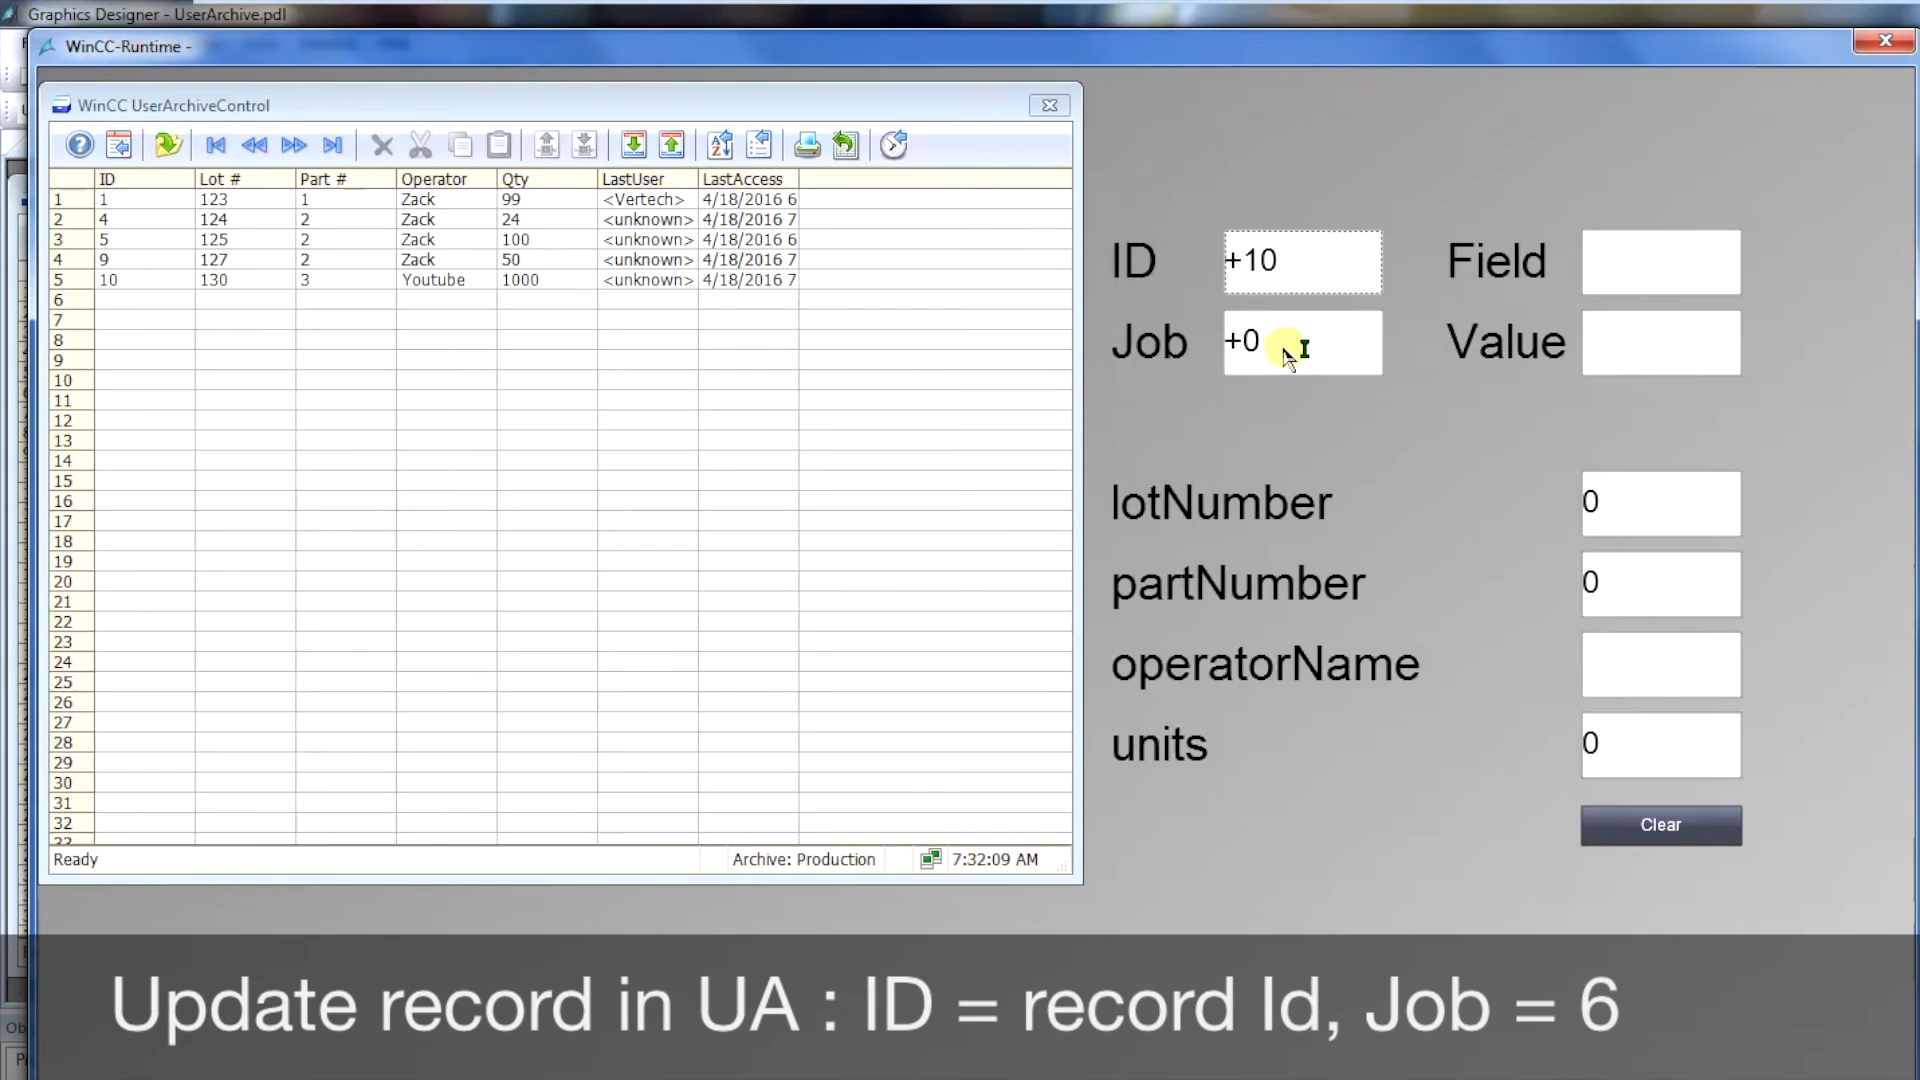 Graphics Designer - UserArchive.pdl
WinCC-Runtime -
WinCC UserArchiveControl
ID Lot # Part # Operator Qty LastUser LastAccess
1 1 123 1 Zack 99 <Vertech> 4/18/2016 6
2 4 124 2 Zack 24 <unknown> 4/18/2016 7
3 5 125 2 Zack 100 <unknown> 4/18/2016 6
4 9 127 2 Zack 50 <unknown> 4/18/2016 7
5 10 130 3 Youtube 1000 <unknown> 4/18/2016 7
6
7
8
9
10
11
12
13
14
15
16
17
18
19
20
21
22
23
24
25
26
27
28
29
30
31
32
33
Ready Archive: Production 7:32:09 AM
ID +10 Field
Job +0 Value
lotNumber 0
partNumber 0
operatorName
units 0
Clear
Update record in UA : ID = record Id, Job = 6